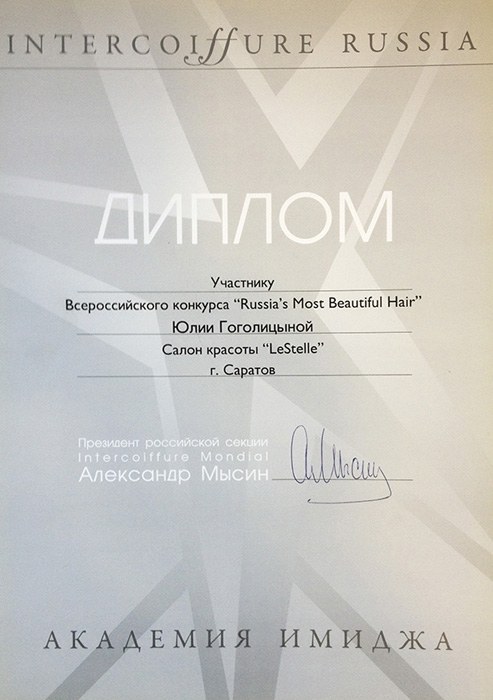 INTERCOIffURE RUSSIA
ДИПЛОМ
Участнику
Всероссийского конкурса “Russia's Most Beautiful Hair”
Юлии Гоголицыной
Салон красоты “LeStelle”
г. Саратов
Президент российской секции
Intercoiffure Mondial
Александр Мысин
АКАДЕМИЯ ИМИДЖА